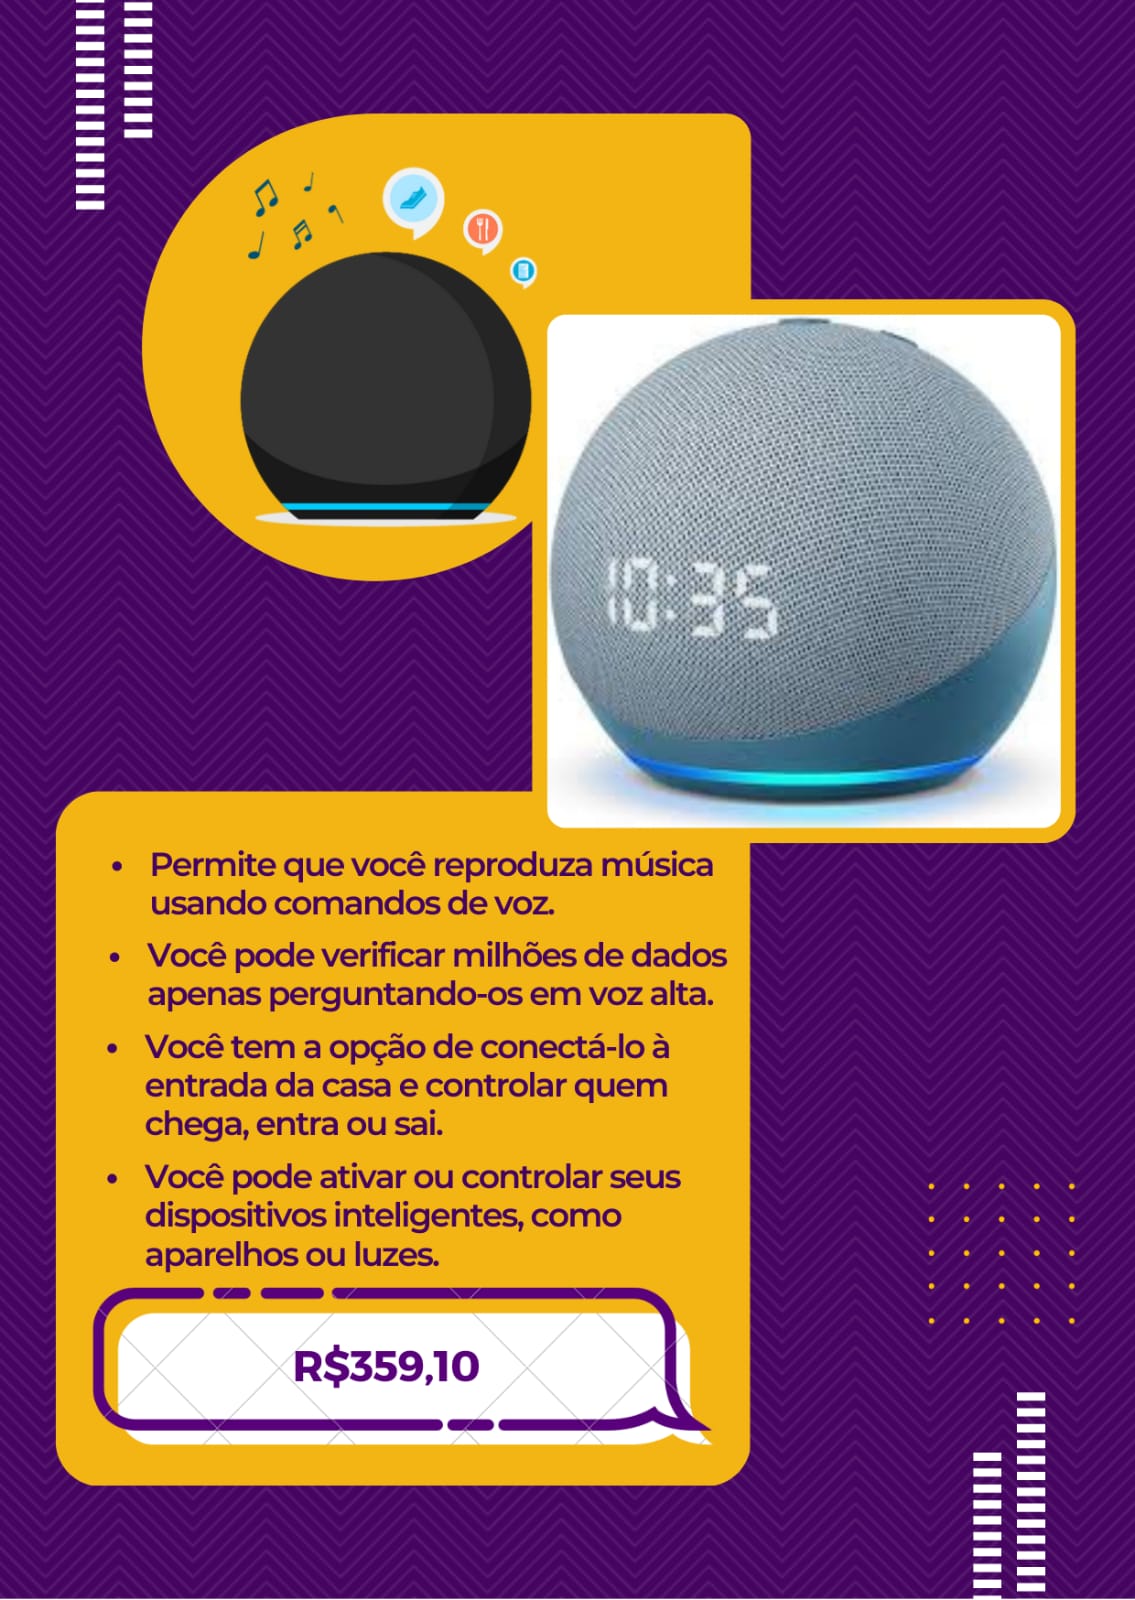 10:35
• Permite que você reproduza música
usando comandos de voz.
• Você pode verificar milhões de dados
apenas perguntando-os em voz alta.
• Você tem a opção de conectá-lo à
entrada da casa e controlar quem
chega, entra ou sai.
• Você pode ativar ou controlar seus
dispositivos inteligentes, como
aparelhos ou luzes.
R$359,10